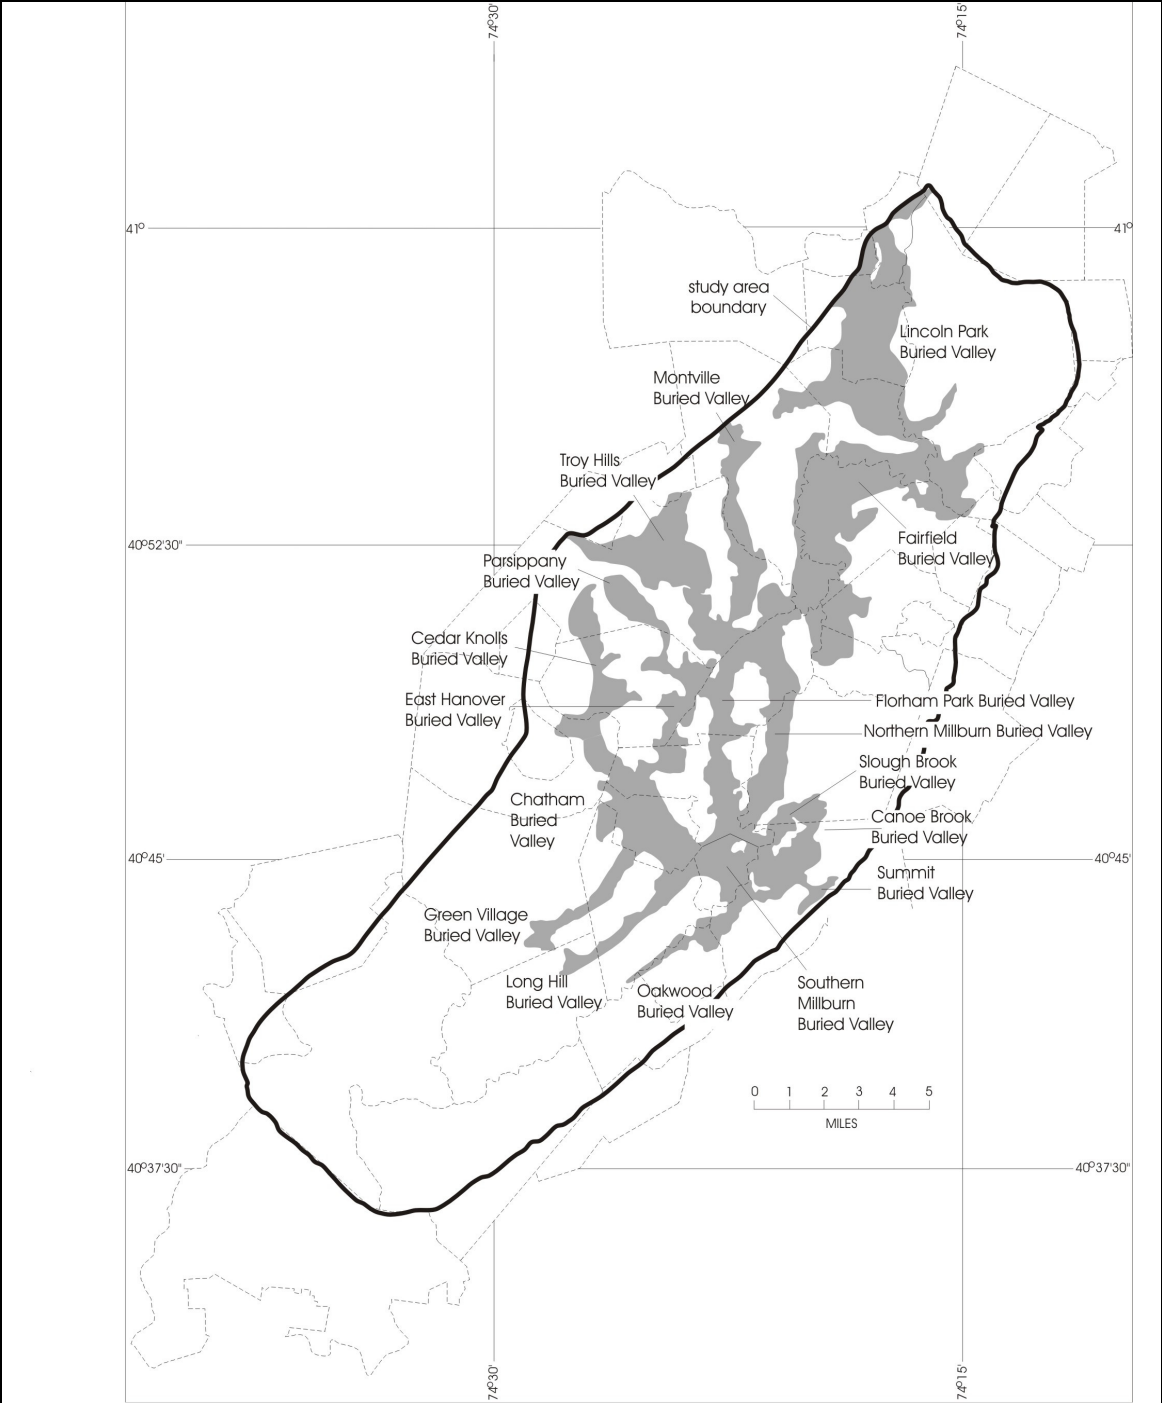 74°30'
74°15'
41°
41°
study area
boundary
Lincoln Park
Buried Valley
Montville
Buried Valley
Troy Hills
Buried Valley
40°52'30"
Fairfield
Buried Valley
Parsippany
Buried Valley
Cedar Knolls
Buried Valley
East Hanover
Buried Valley
Florham Park Buried Valley
Northern Millburn Buried Valley
Slough Brook
Buried Valley
Chatham
Buried
Valley
Canoe Brook
Buried Valley
40°45'
40°45'
Summit
Buried Valley
Green Village
Buried Valley
Long Hill
Buried Valley
Oakwood
Buried Valley
Southern
Millburn
Buried Valley
0 1 2 3 4 5
MILES
40°37'30"
40°37'30"
74°30'
74°15'